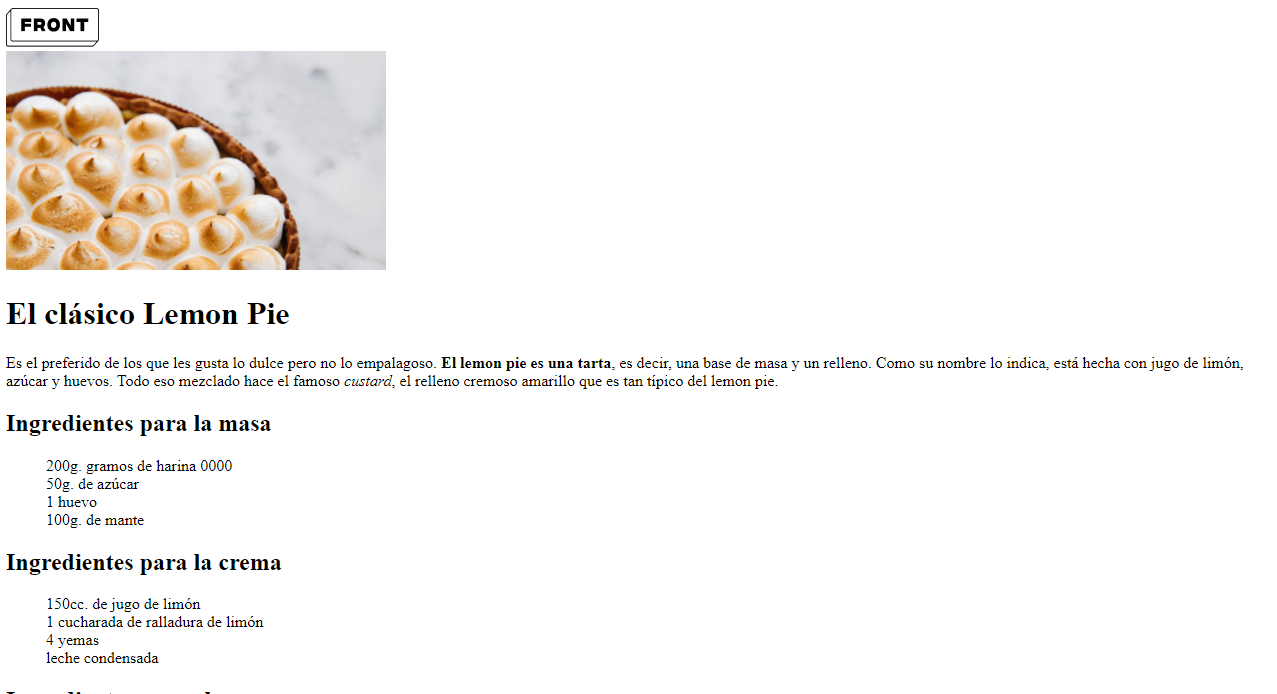 FRONT
El clásico Lemon Pie
Es el preferido de los que les gusta lo dulce pero no lo empalagoso. El lemon pie es una tarta, es decir, una base de masa y un relleno. Como su nombre lo indica, está hecha con jugo de limón,
azúcar y huevos. Todo eso mezclado hace el famoso custard, el relleno cremoso amarillo que es tan típico del lemon pie.
Ingredientes para la masa
200g. gramos de harina 0000
50g. de azúcar
1 huevo
100g. de mante
Ingredientes para la crema
150cc. de jugo de limón
1 cucharada de ralladura de limón
4 yemas
leche condensada